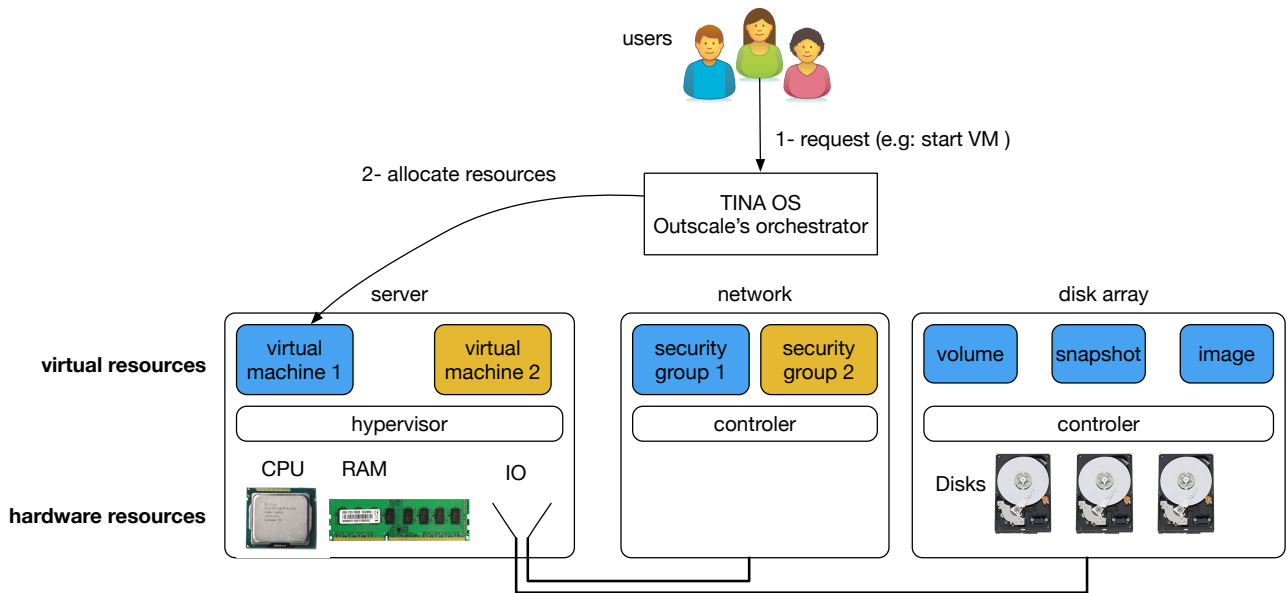 users
1- request (e.g: start VM )
2- allocate resources
TINA OS
Outscale's orchestrator
server
network
disk array
virtual resources
virtual
machine 1
virtual
machine 2
security
group 1
security
group 2
volume
snapshot
image
hypervisor
controler
controler
CPU
RAM
IO
Disks
hardware resources